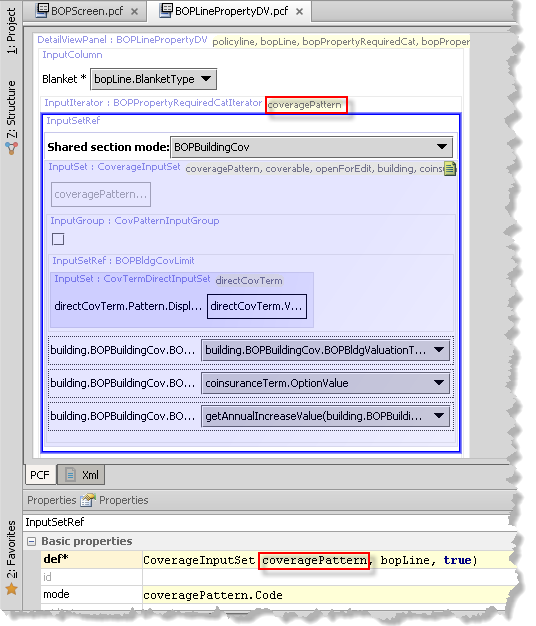 BOPScreen.pcf
BOPLinePropertyDV.pcf
1: Project
Z: Structure
2: Favorites
DetailViewPanel : BOPLinePropertyDV policyline, bopLine, bopPropertyRequiredCat, bopProper
InputColumn
Blanket * bopLine.BlanketType
InputIterator : BOPPropertyRequiredCatIterator coveragePattern
InputSetRef
Shared section mode: BOPBuildingCov
InputSet : CoverageInputSet coveragePattern, coverable, openForEdit, building, coins
coveragePattern...
InputGroup : CovPatternInputGroup
InputSetRef : BOPBldgCovLimit
InputSet : CovTermDirectInputSet directCovTerm
directCovTerm.Pattern.Displ... directCovTerm.V...
building.BOPBuildingCov.BO... building.BOPBuildingCov.BOPBldgValuationT...
building.BOPBuildingCov.BO... coinsuranceTerm.OptionValue
building.BOPBuildingCov.BO... getAnnualIncreaseValue(building.BOPBuildi...
PCF Xml
Properties Properties
InputSetRef
Basic properties
def* CoverageInputSet coveragePattern, bopLine, true)
id
mode coveragePattern.Code